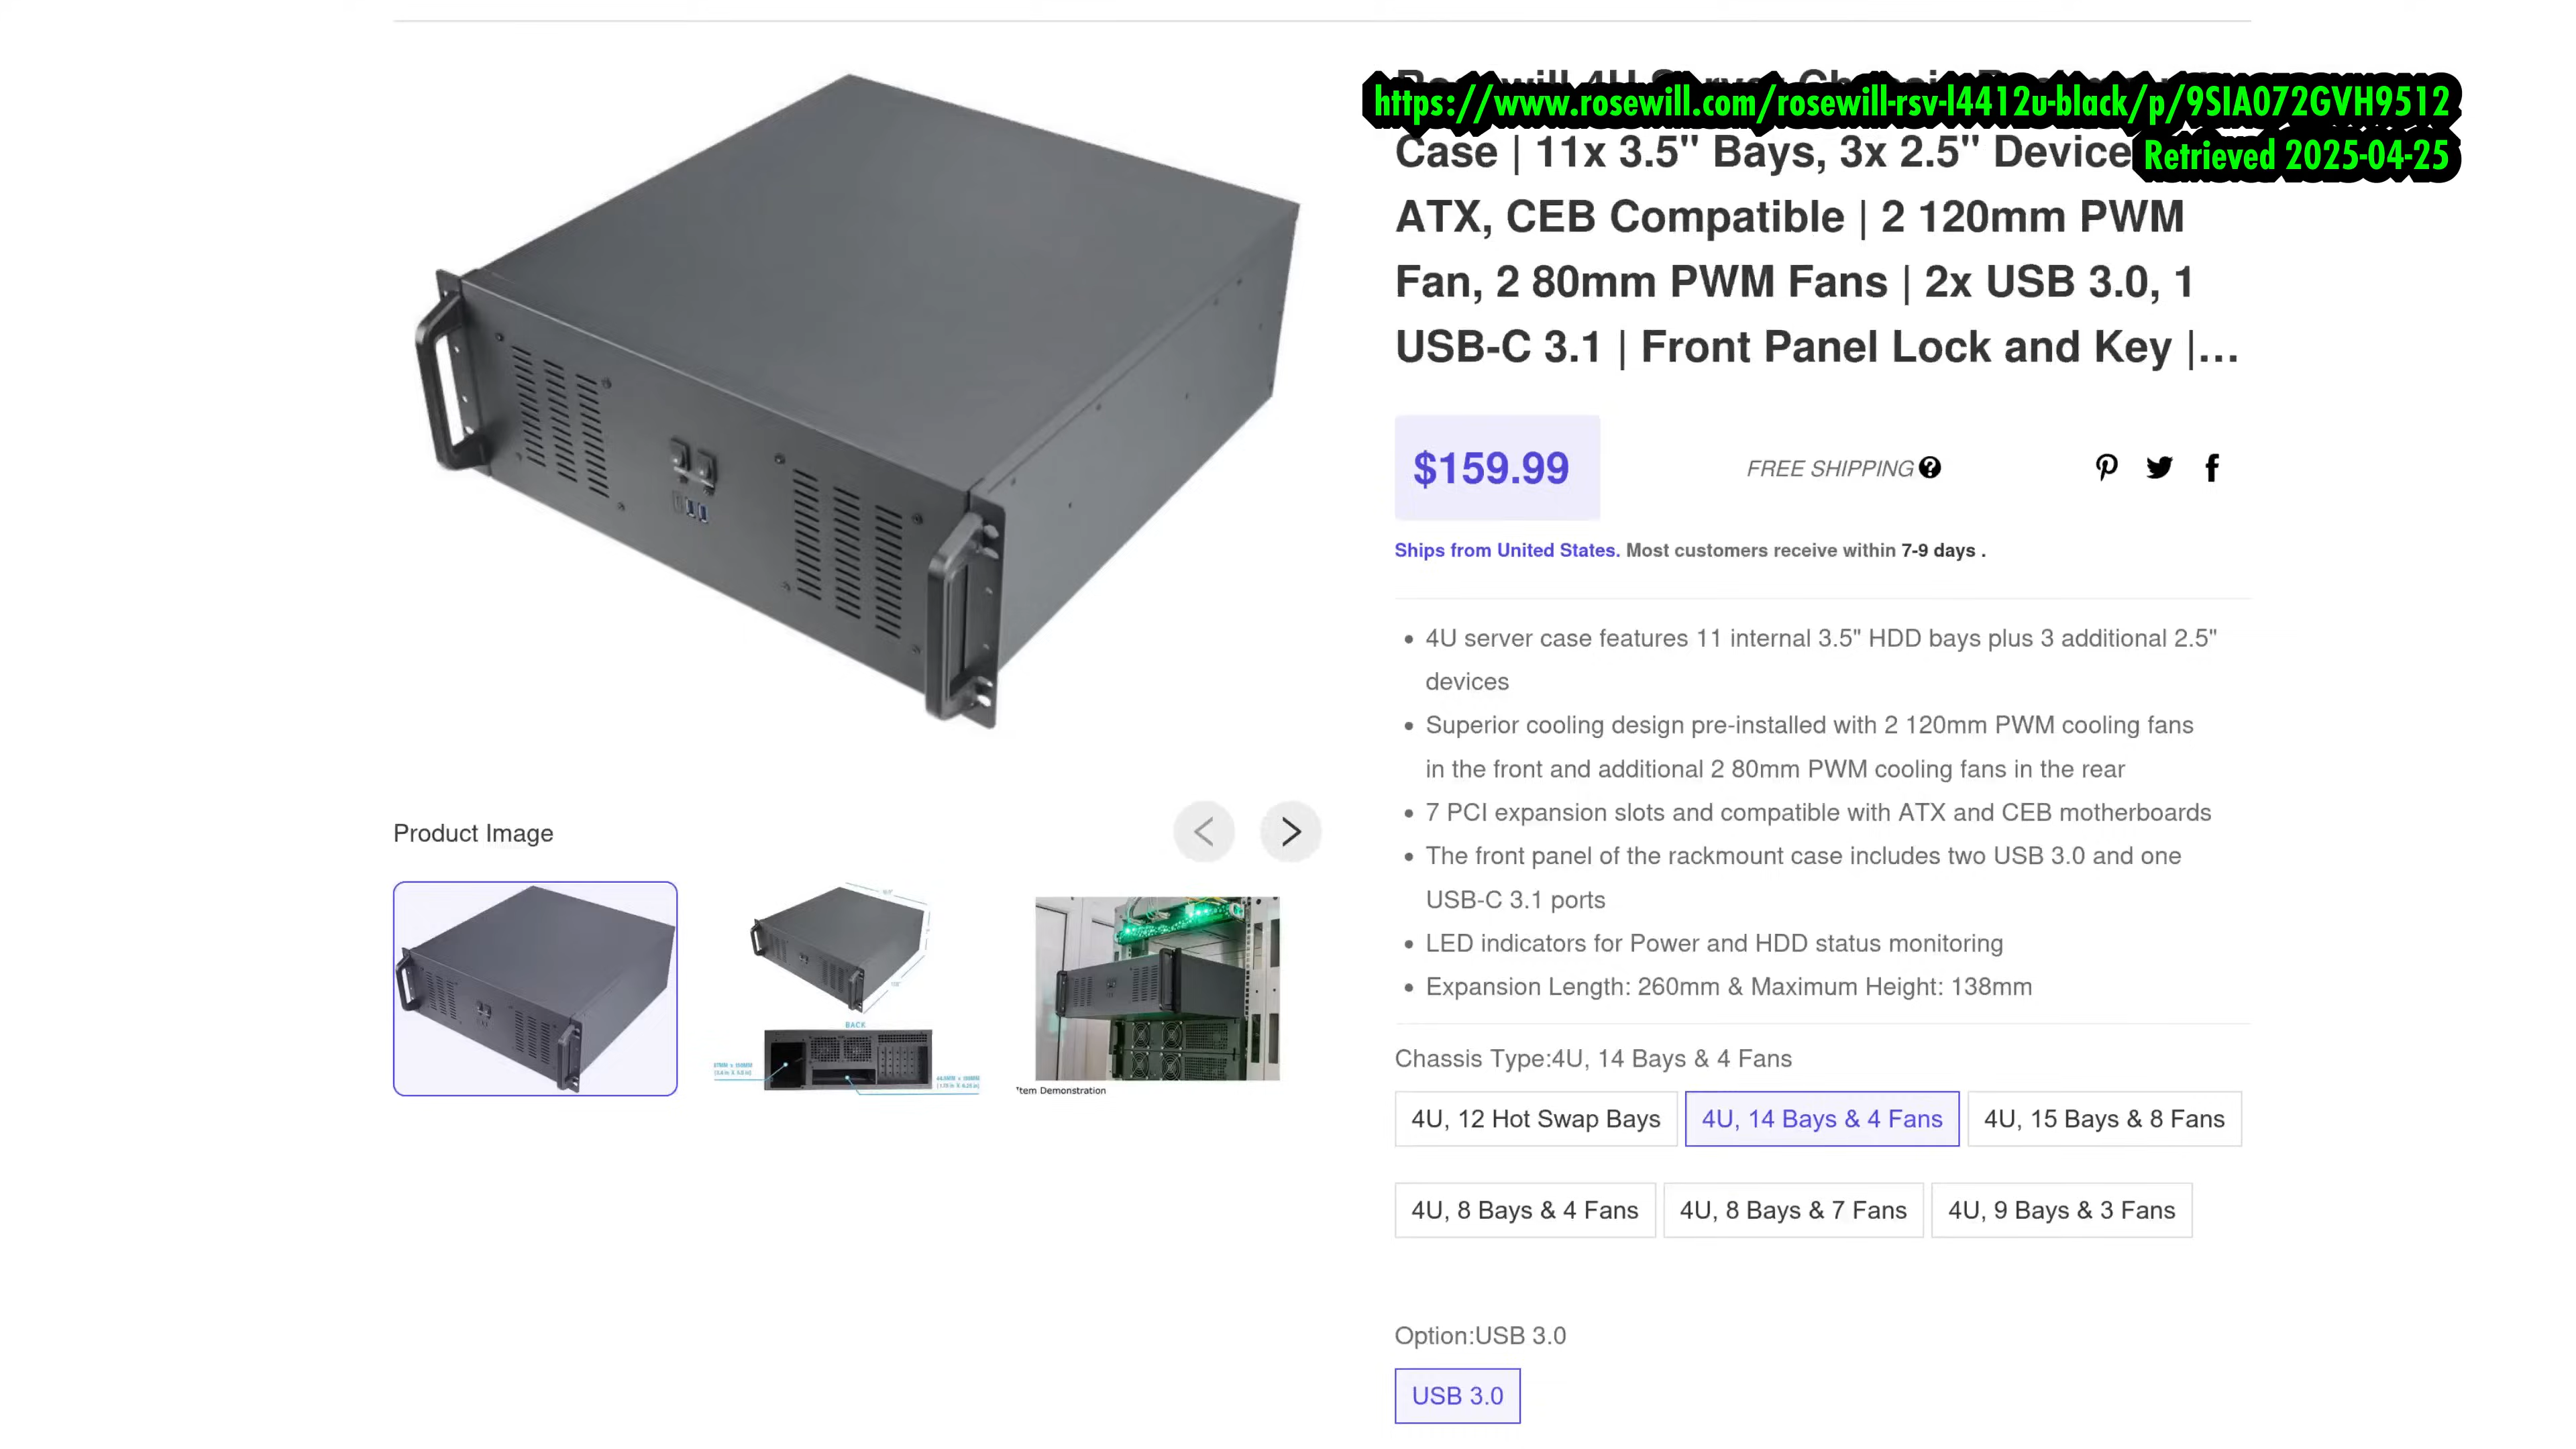 https://www.rosewill.com/rosewill-rsv-l4412u-black/p/9SIA072GVH9512
Retrieved 2025-04-25
Case | 11x 3.5" Bays, 3x 2.5" Device
ATX, CEB Compatible | 2 120mm PWM
Fan, 2 80mm PWM Fans | 2x USB 3.0, 1
USB-C 3.1 | Front Panel Lock and Key |...
$159.99
FREE SHIPPING
Ships from United States. Most customers receive within 7-9 days .
• 4U server case features 11 internal 3.5" HDD bays plus 3 additional 2.5"
devices
• Superior cooling design pre-installed with 2 120mm PWM cooling fans
in the front and additional 2 80mm PWM cooling fans in the rear
• 7 PCI expansion slots and compatible with ATX and CEB motherboards
• The front panel of the rackmount case includes two USB 3.0 and one
USB-C 3.1 ports
• LED indicators for Power and HDD status monitoring
• Expansion Length: 260mm & Maximum Height: 138mm
Product Image
BACK
tem Demonstration
Chassis Type:4U, 14 Bays & 4 Fans
4U, 12 Hot Swap Bays
4U, 14 Bays & 4 Fans
4U, 15 Bays & 8 Fans
4U, 8 Bays & 4 Fans
4U, 8 Bays & 7 Fans
4U, 9 Bays & 3 Fans
Option:USB 3.0
USB 3.0